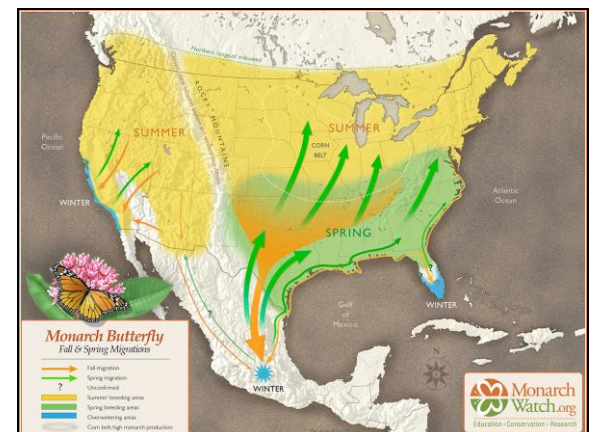 Northern range of milkweed
ROCKY MOUNTAINS
SUMMER
SUMMER
CORN
BELT
Pacific
Ocean
WINTER
Atlantic
Ocean
SPRING
Gulf
of
Mexico
WINTER
WINTER
N
Monarch Butterfly
Fall & Spring Migrations
Fall migration
Spring migration
? Unconfirmed
Summer breeding areas
Spring breeding areas
Overwintering areas
Corn belt: high monarch production
Monarch
Watch.org
Education • Conservation • Research